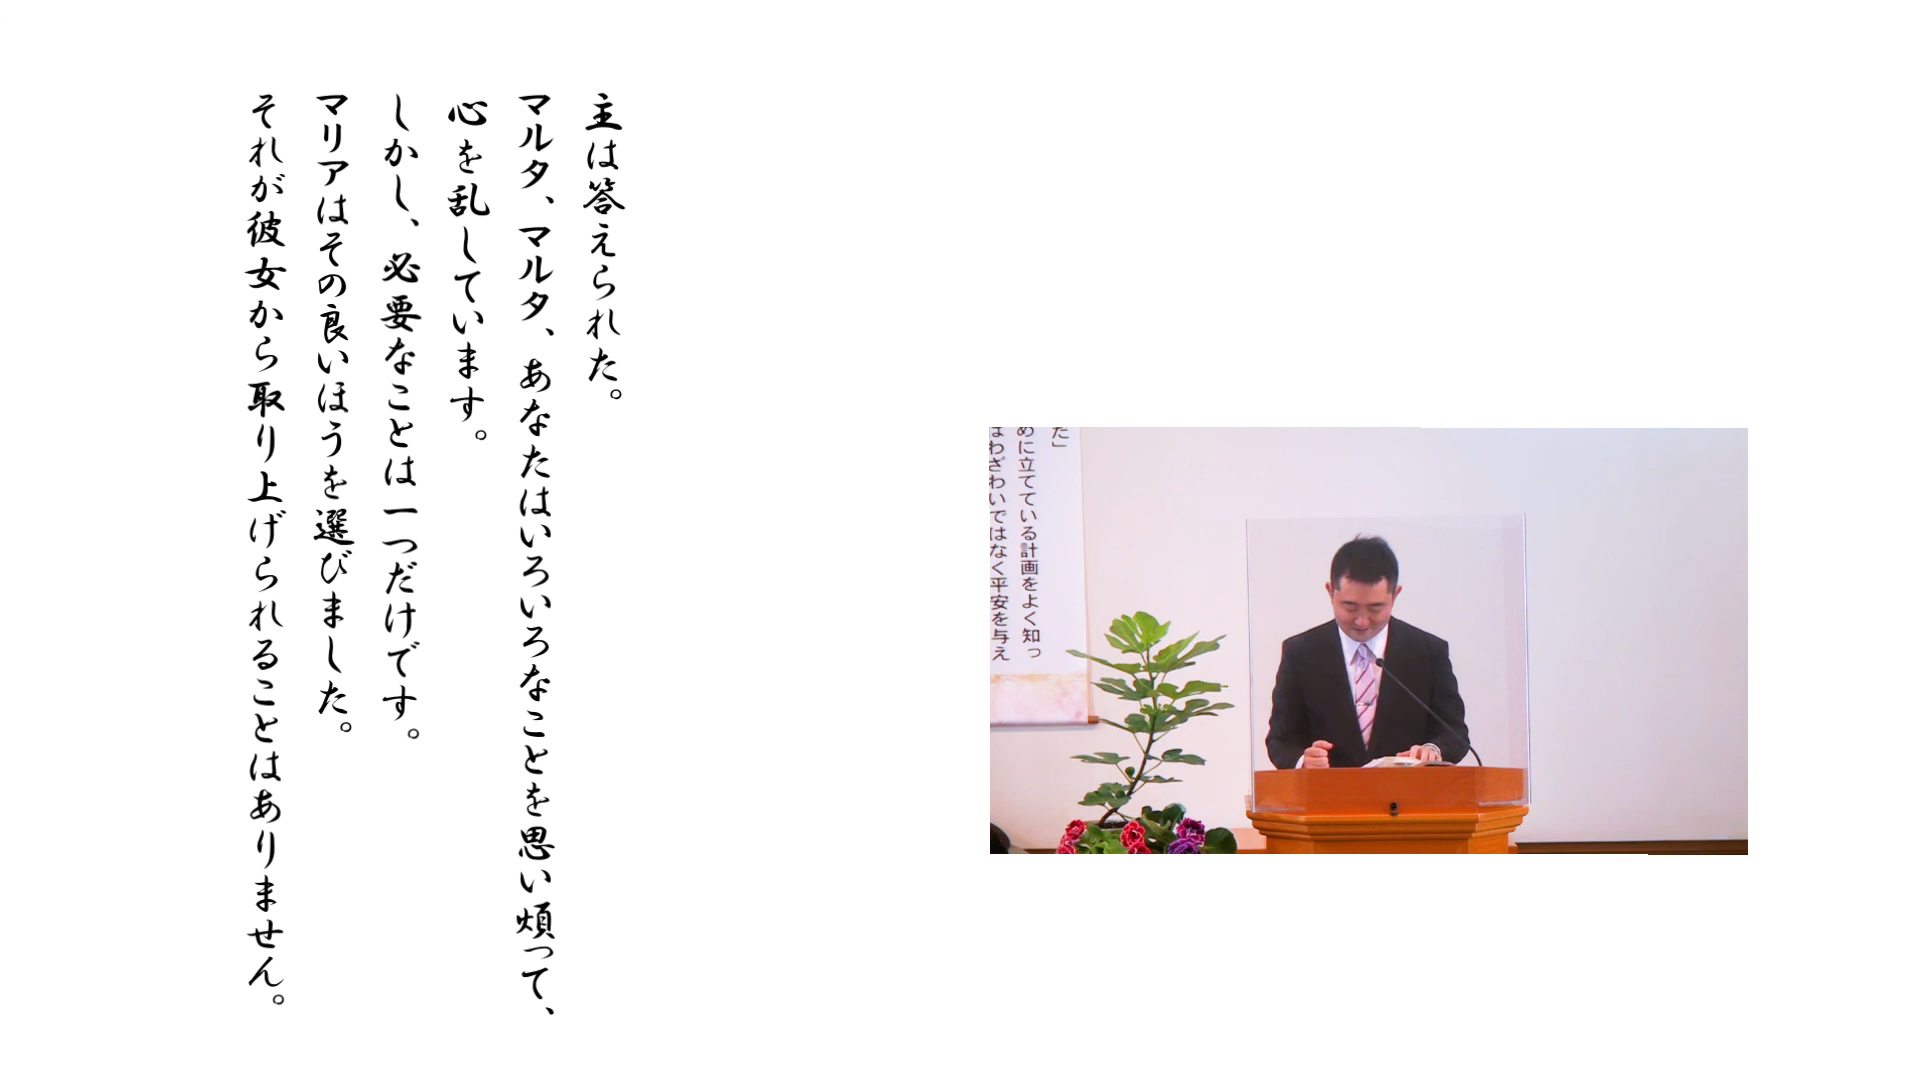 主は答えられた。
マルタ、マルタ、あなたはいろいろなことを思い煩って、
心を乱しています。
しかし、必要なことは一つだけです。
マリアはその良いほうを選びました。
それが彼女から取り上げられることはありません。
た」
めに立てている計画をよく知っ
はわざわいではなく平安を与え